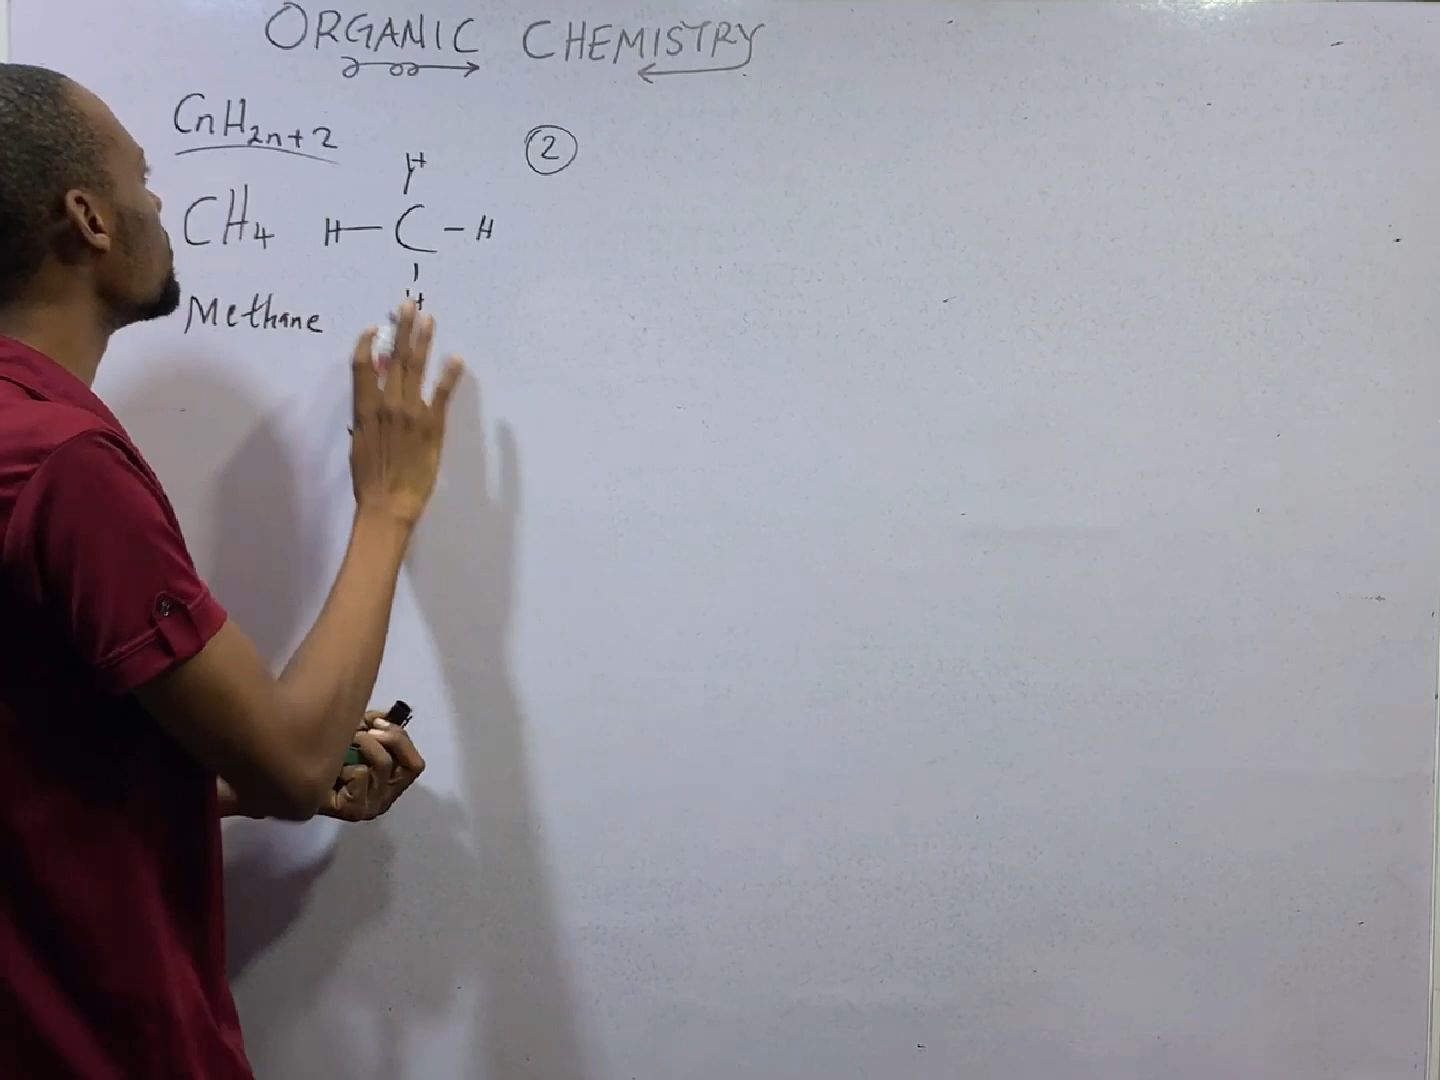 ORGANIC CHEMISTRY
CnH2n+2
2
H
CH4 H—C-H
H
Methane